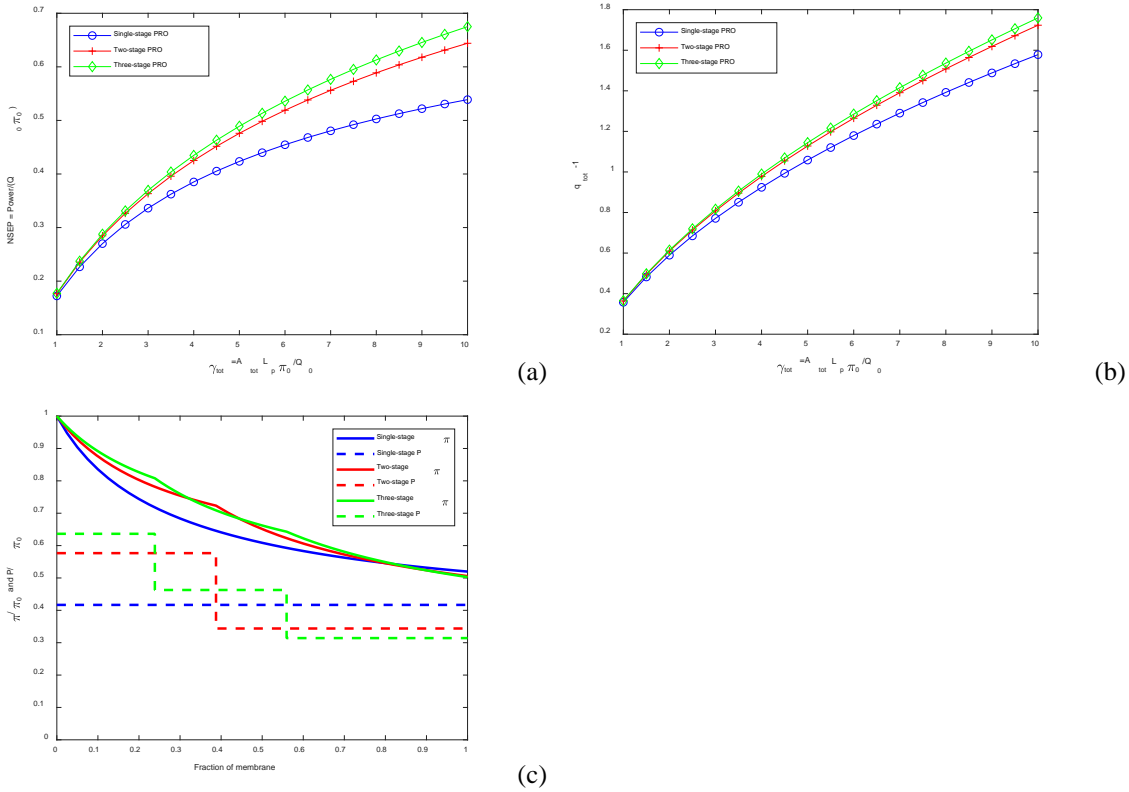 0.7
0.6
0.5
0.4
0.3
0.2
0.1
NSEP = Power/(Q 0 π0)
Single-stage PRO
Two-stage PRO
Three-stage PRO
1 2 3 4 5 6 7 8 9 10
γtot =A tot L p π0 /Q 0
(a)
1.8
1.6
1.4
1.2
1
0.8
0.6
0.4
0.2
q tot -1
Single-stage PRO
Two-stage PRO
Three-stage PRO
1 2 3 4 5 6 7 8 9 10
γtot =A tot L p π0 /Q 0
(b)
1
0.9
0.8
0.7
0.6
0.5
0.4
0.3
0.2
0.1
0
π/ π0 and P/ π0
Single-stage π
Single-stage P
Two-stage π
Two-stage P
Three-stage π
Three-stage P
0 0.1 0.2 0.3 0.4 0.5 0.6 0.7 0.8 0.9 1
Fraction of membrane
(c)